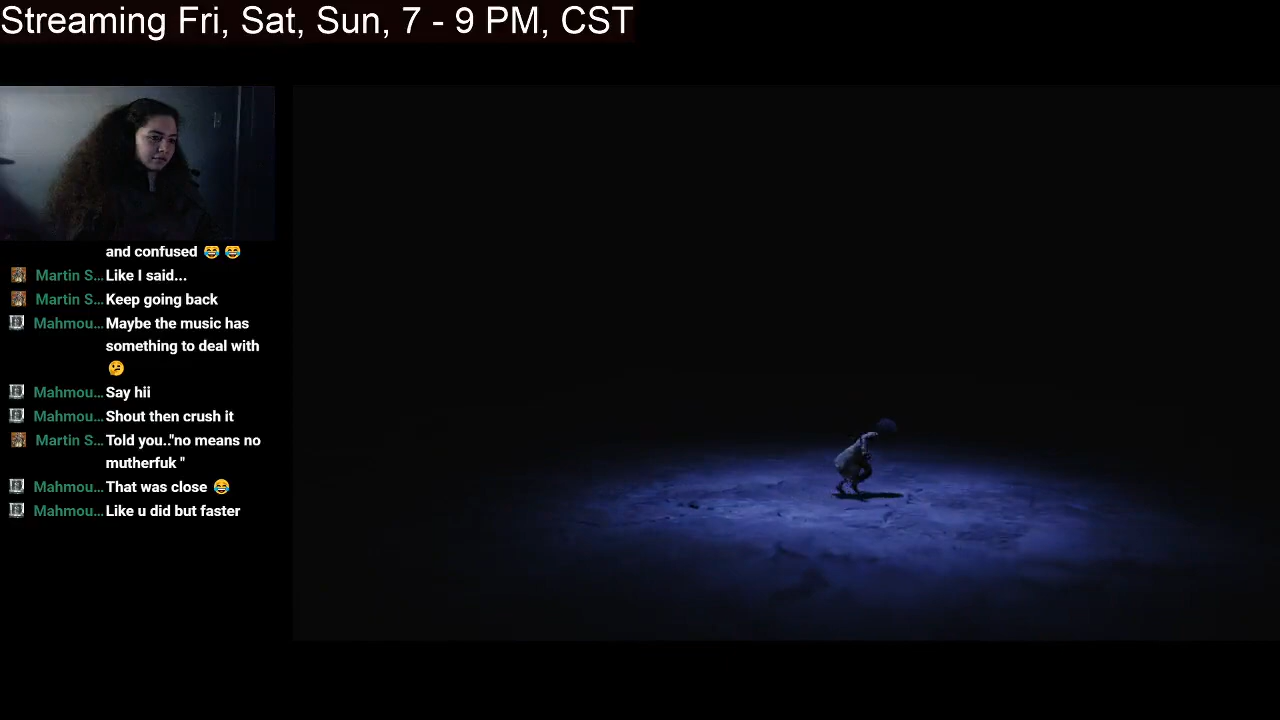 Streaming Fri, Sat, Sun, 7 - 9 PM, CST
and confused 😂 😂
Martin S... Like I said...
Martin S... Keep going back
Mahmou... Maybe the music has
something to deal with
🤔
Mahmou... Say hii
Mahmou... Shout then crush it
Martin S... Told you.."no means no
mutherfuk "
Mahmou... That was close 😂
Mahmou... Like u did but faster